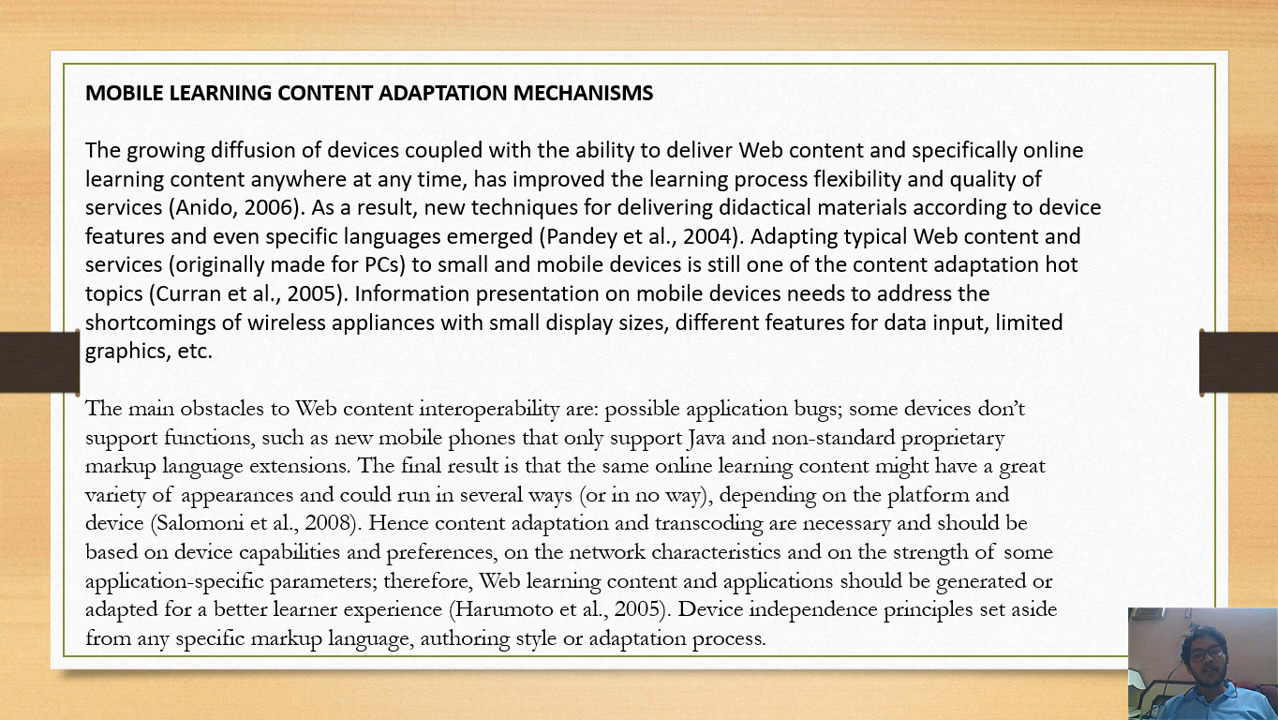 MOBILE LEARNING CONTENT ADAPTATION MECHANISMS
The growing diffusion of devices coupled with the ability to deliver Web content and specifically online
learning content anywhere at any time, has improved the learning process flexibility and quality of
services (Anido, 2006). As a result, new techniques for delivering didactical materials according to device
features and even specific languages emerged (Pandey et al., 2004). Adapting typical Web content and
services (originally made for PCs) to small and mobile devices is still one of the content adaptation hot
topics (Curran et al., 2005). Information presentation on mobile devices needs to address the
shortcomings of wireless appliances with small display sizes, different features for data input, limited
graphics, etc.
The main obstacles to Web content interoperability are: possible application bugs; some devices don’t
support functions, such as new mobile phones that only support Java and non-standard proprietary
markup language extensions. The final result is that the same online learning content might have a great
variety of appearances and could run in several ways (or in no way), depending on the platform and
device (Salomoni et al., 2008). Hence content adaptation and transcoding are necessary and should be
based on device capabilities and preferences, on the network characteristics and on the strength of some
application-specific parameters; therefore, Web learning content and applications should be generated or
adapted for a better learner experience (Harumoto et al., 2005). Device independence principles set aside
from any specific markup language, authoring style or adaptation process.